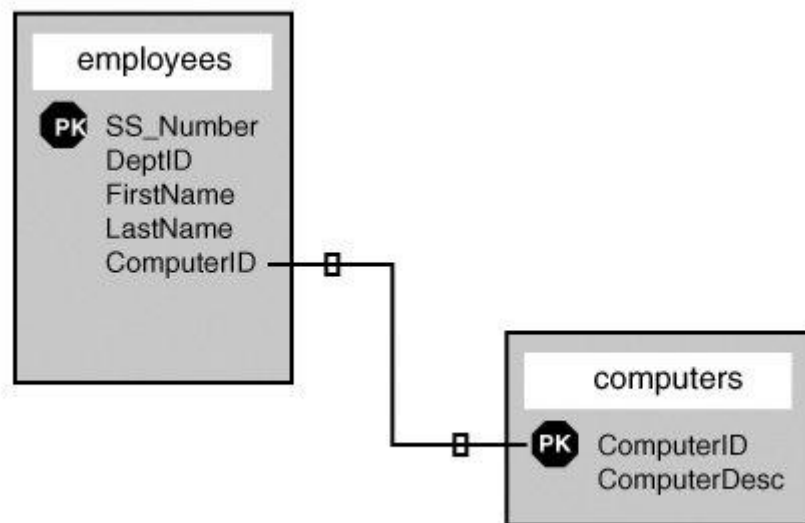 employees
PK SS_Number
DeptID
FirstName
LastName
ComputerID
computers
PK ComputerID
ComputerDesc